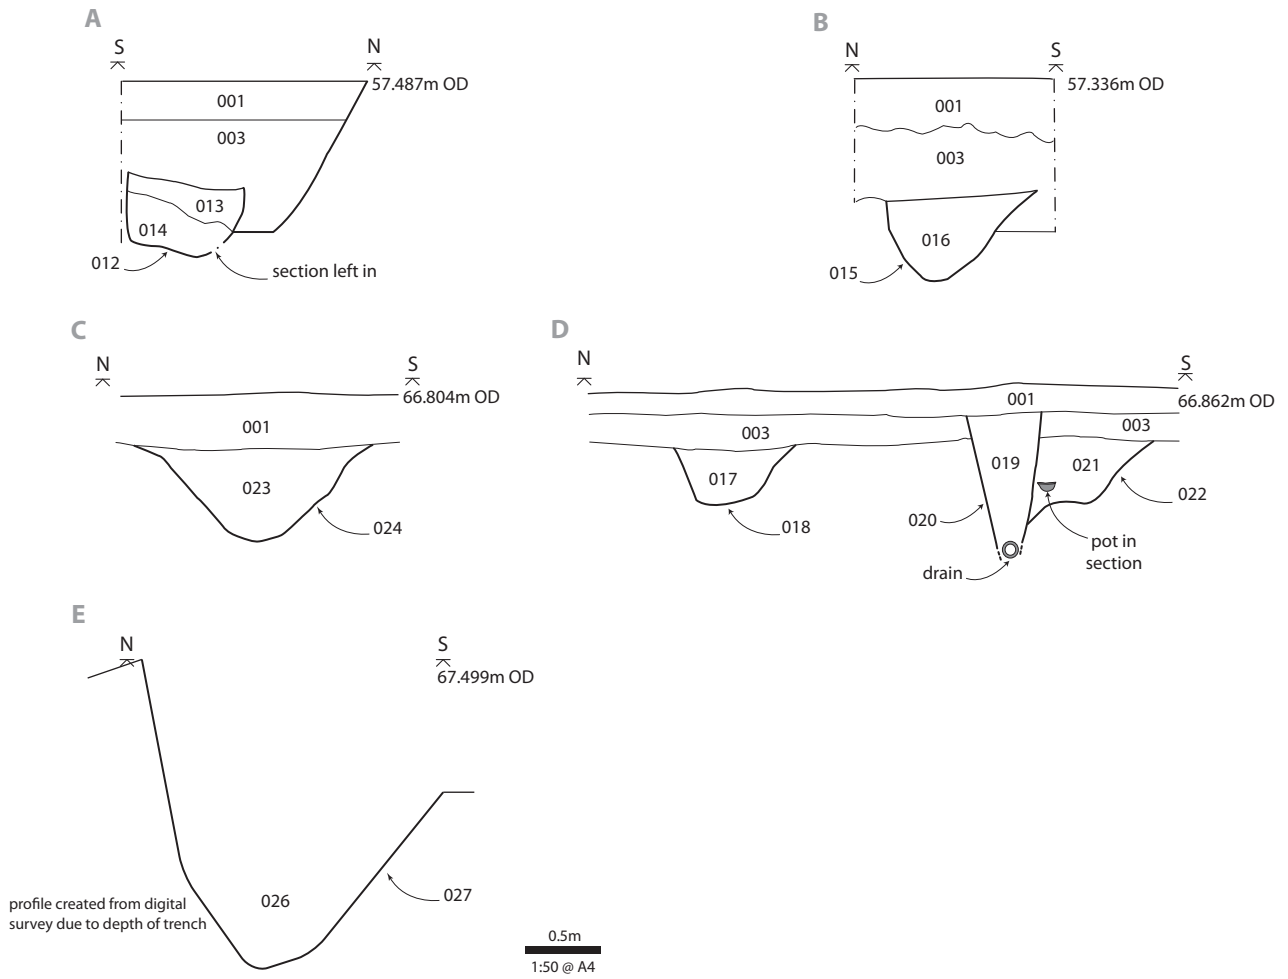 A
S
N
57.487m OD
001
003
013
014
012
section left in
B
N
S
57.336m OD
001
003
016
015
C
N
S
66.804m OD
001
023
024
D
N
S
66.862m OD
001
003
003
017
019
021
022
018
020
pot in
section
drain
E
N
S
67.499m OD
026
027
profile created from digital
survey due to depth of trench
0.5m
1:50 @ A4